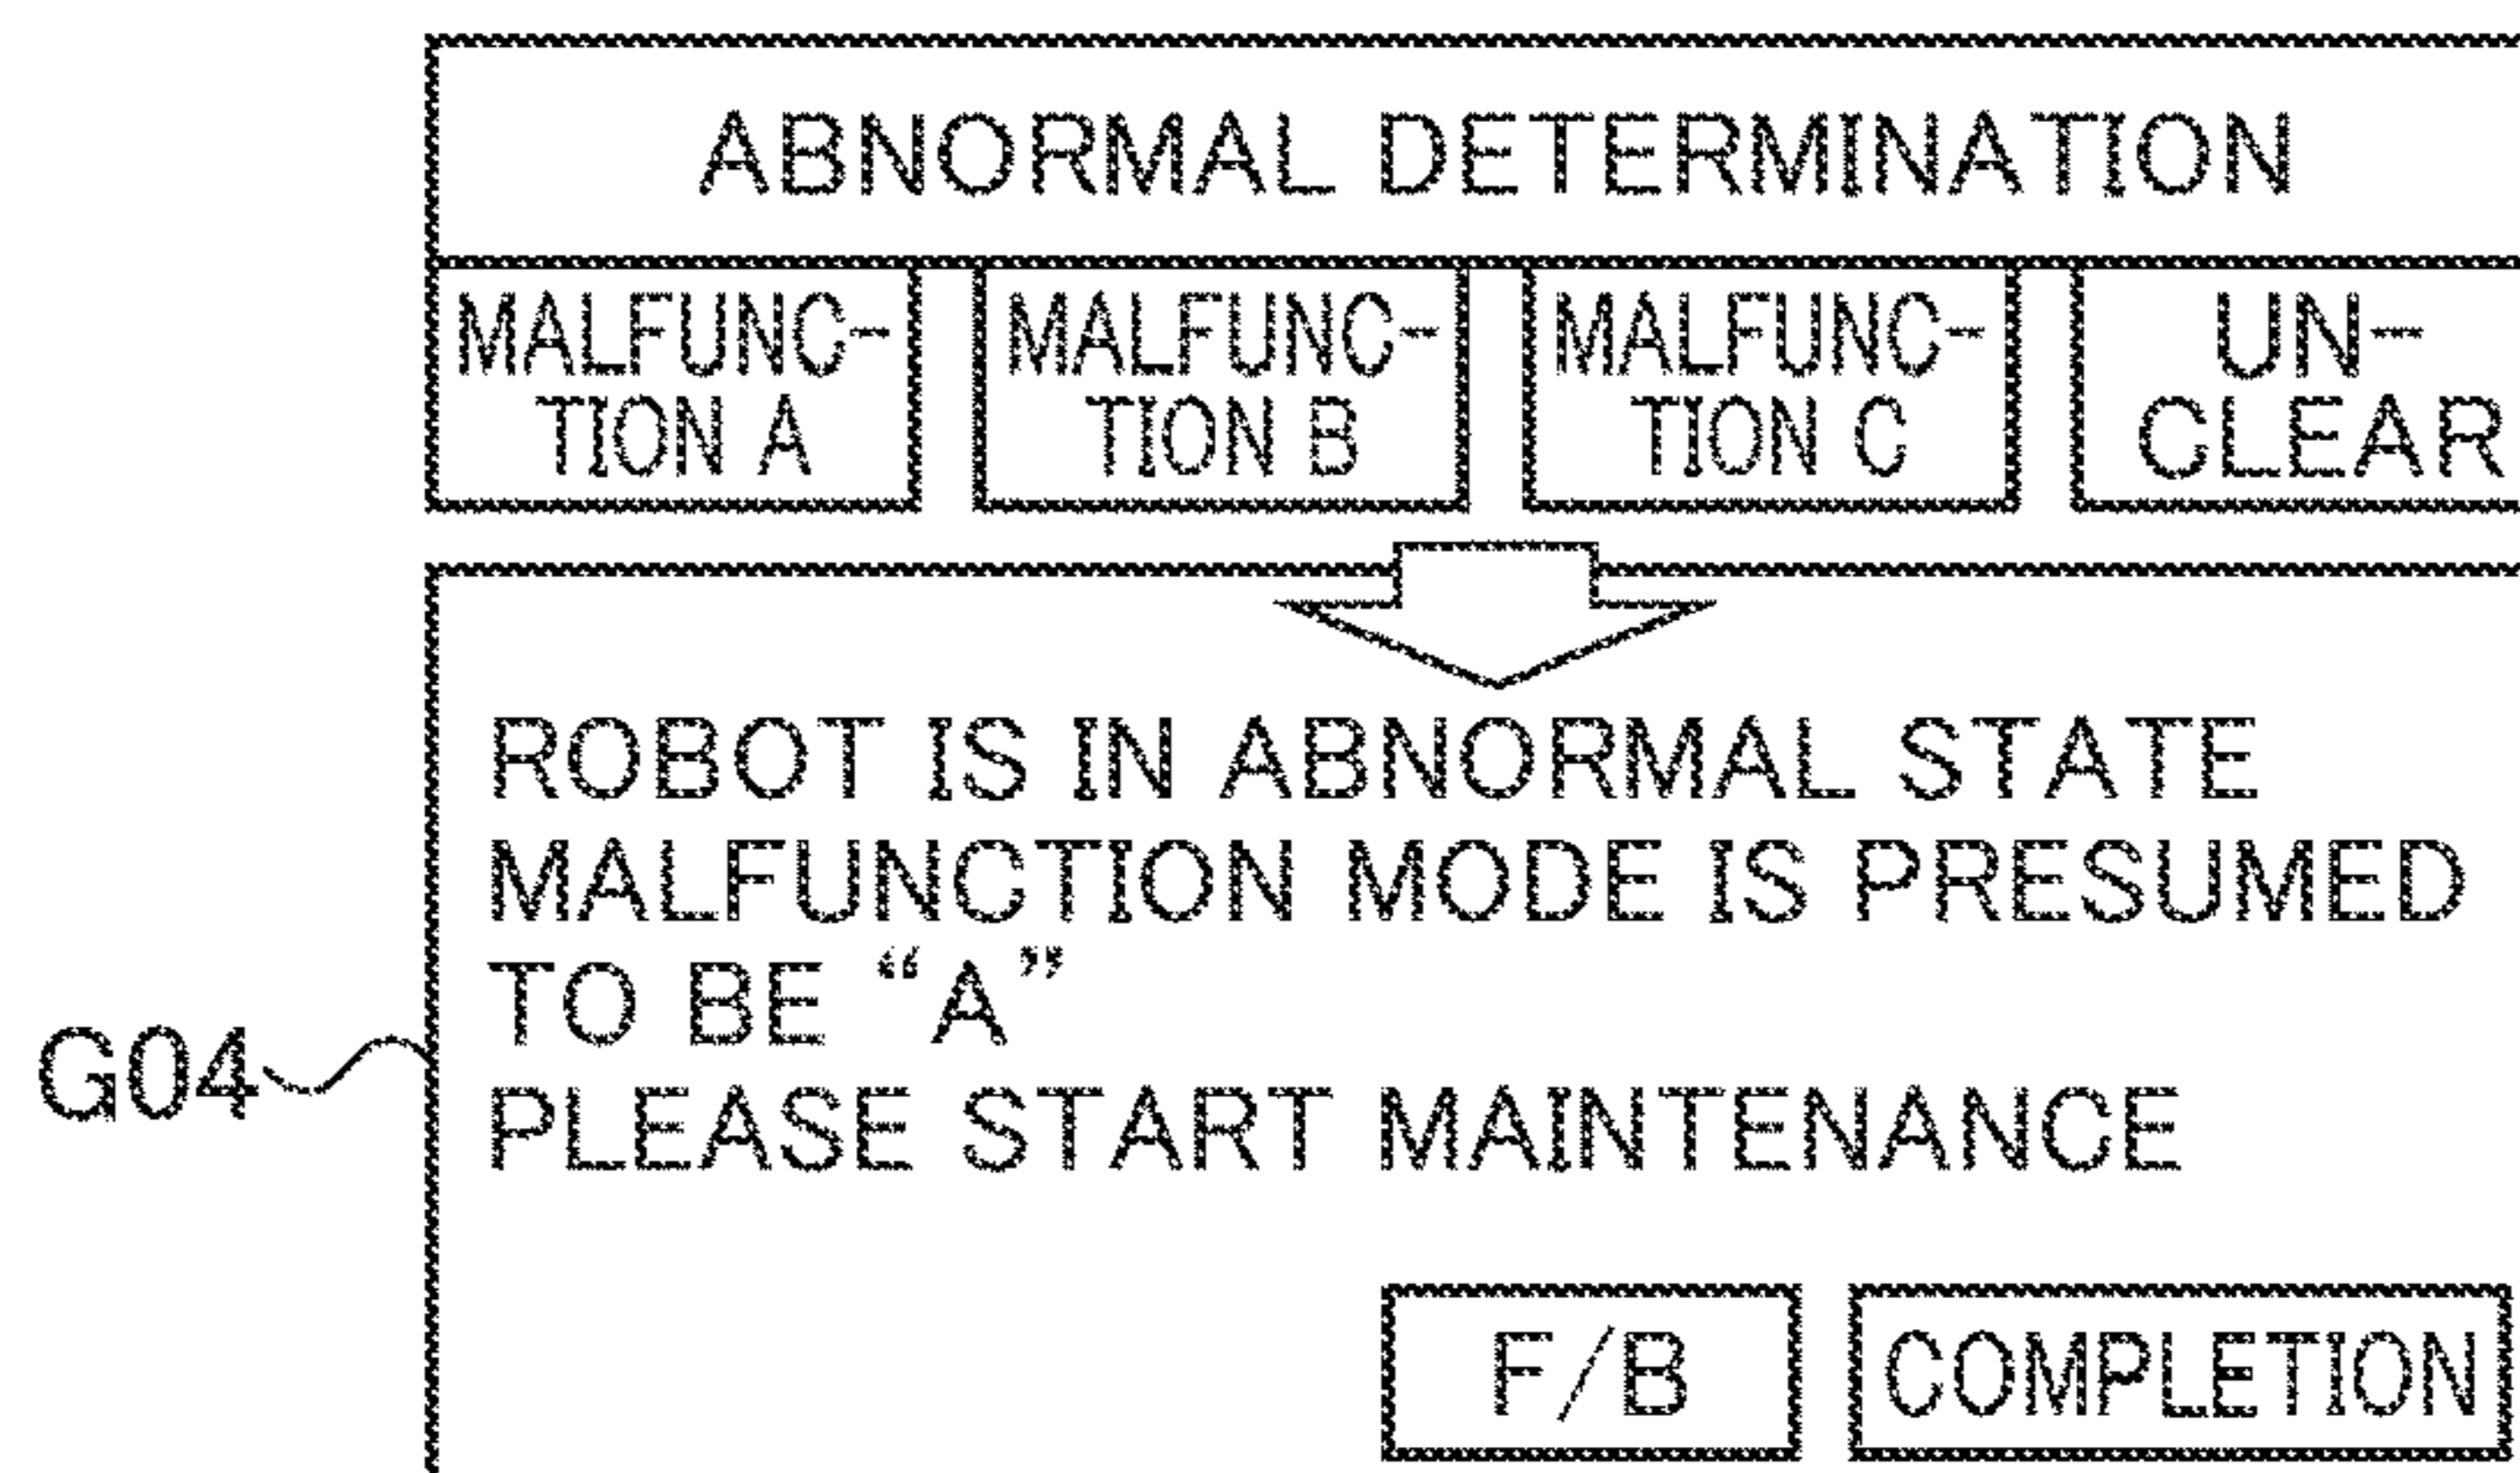 ABNORMAL DETERMINATION
MALFUNC-
TION A
MALFUNC-
TION B
MALFUNC-
TION C
UN-
CLEAR
ROBOT IS IN ABNORMAL STATE
MALFUNCTION MODE IS PRESUMED
TO BE “A”
PLEASE START MAINTENANCE
G04
F/B
COMPLETION